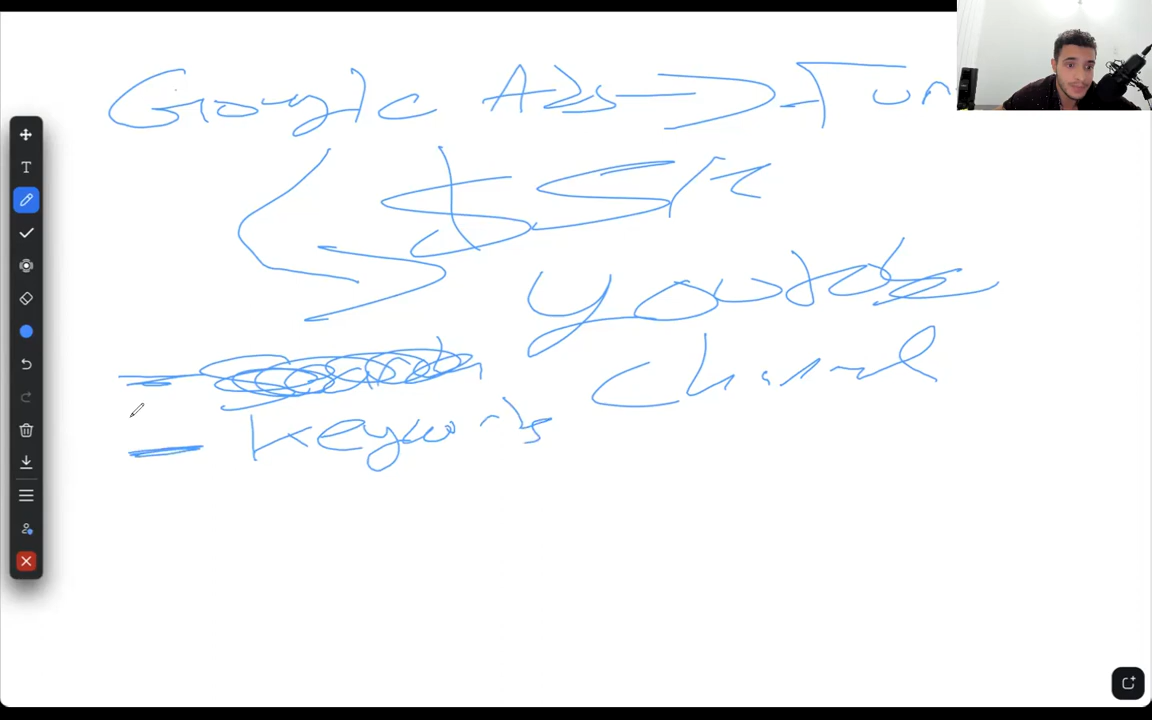 Google Ads → Fun
$5k
youtube
channel
- Keywords